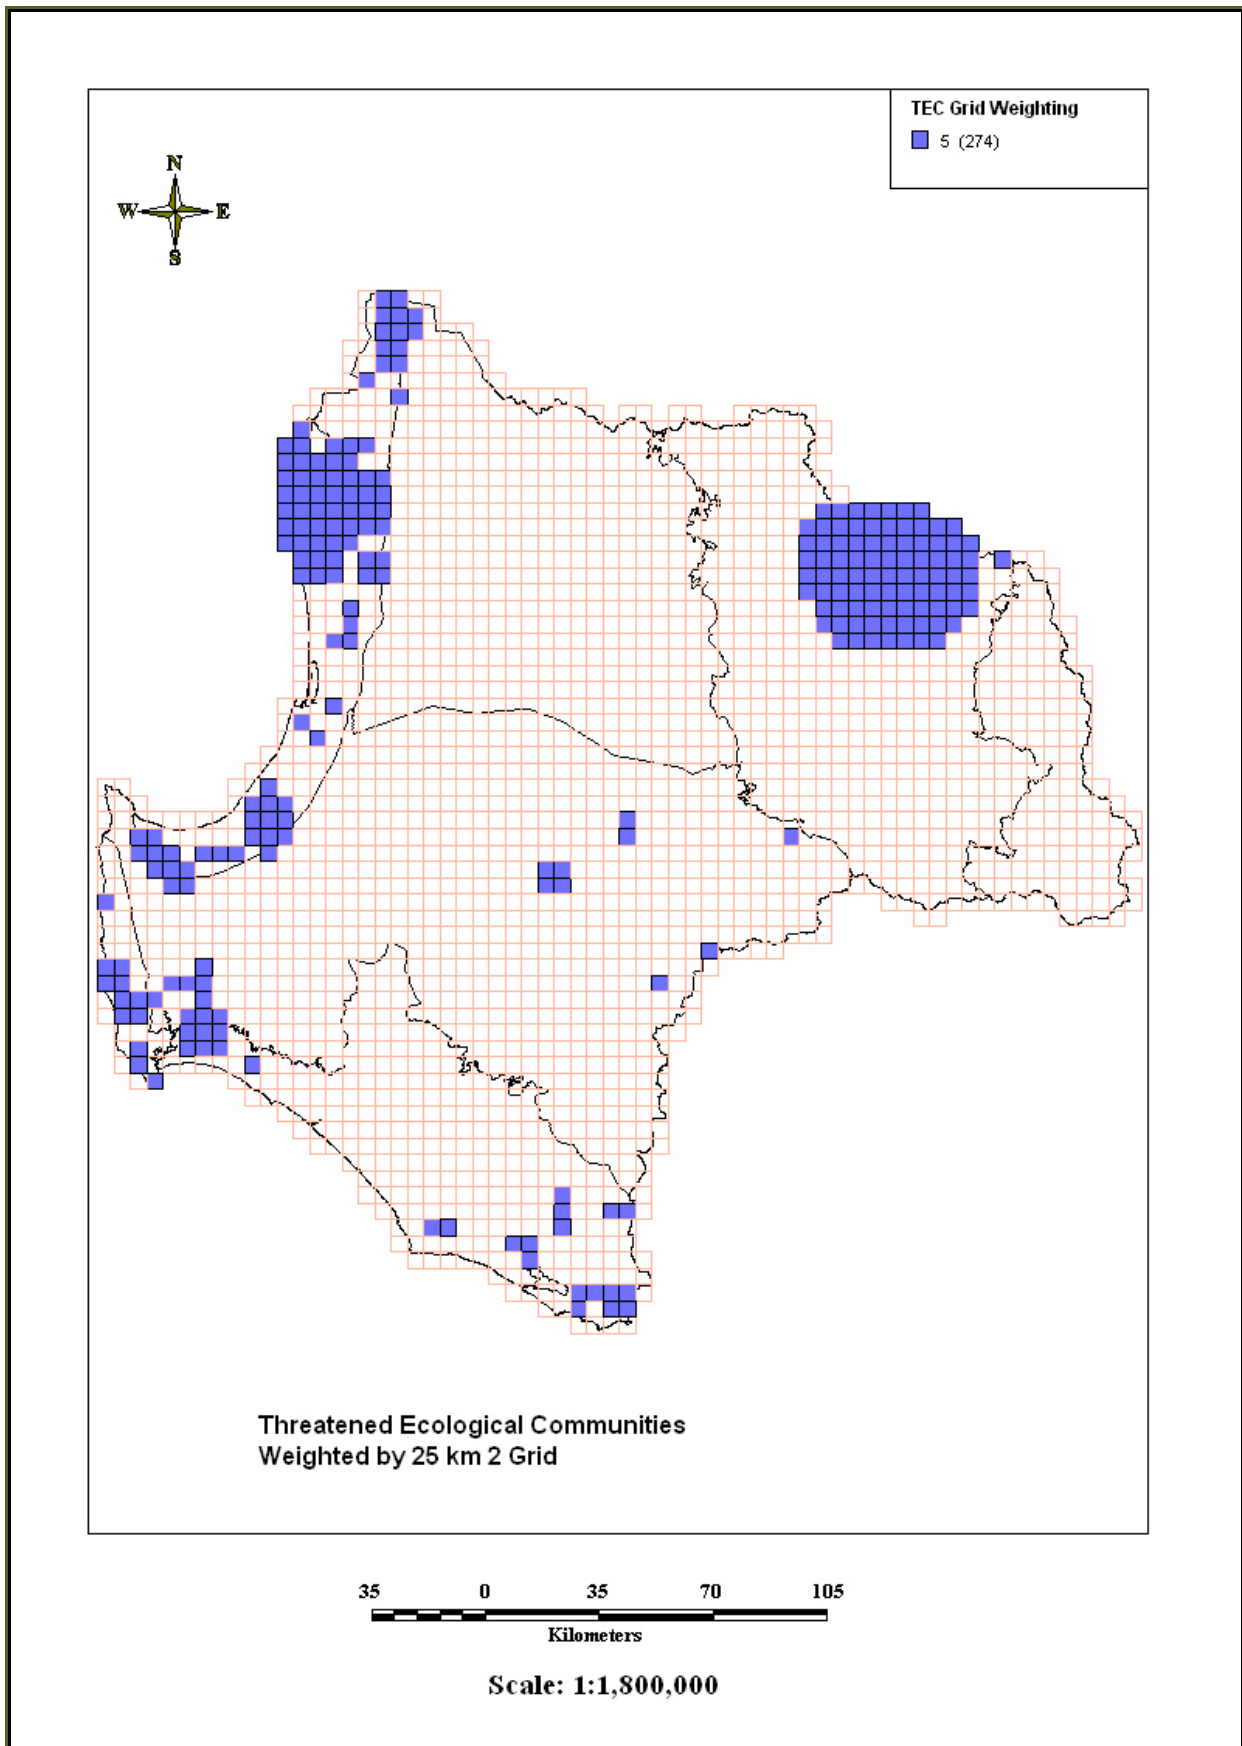 TEC Grid Weighting
5 (274)
N
W E
S
Threatened Ecological Communities
Weighted by 25 km 2 Grid
35 0 35 70 105
Kilometers
Scale: 1:1,800,000